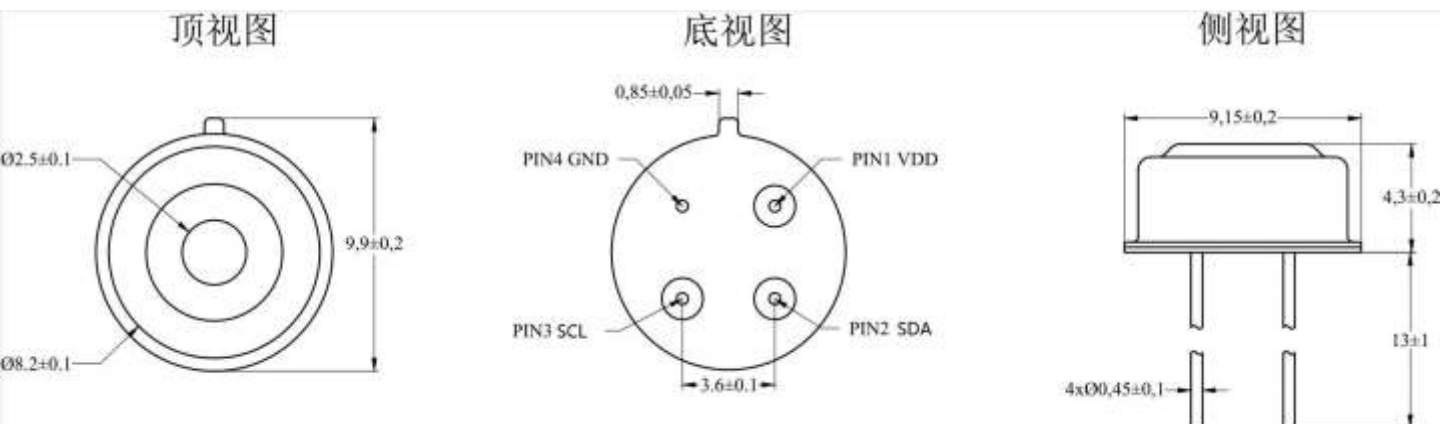 顶视图
底视图
侧视图
Ø2.5±0.1
9,9±0,2
Ø8.2±0.1
0,85±0,05
PIN4 GND
PIN1 VDD
PIN3 SCL
PIN2 SDA
3.6±0.1
9,15±0,2
4,3±0,2
13±1
4xØ0,45±0,1